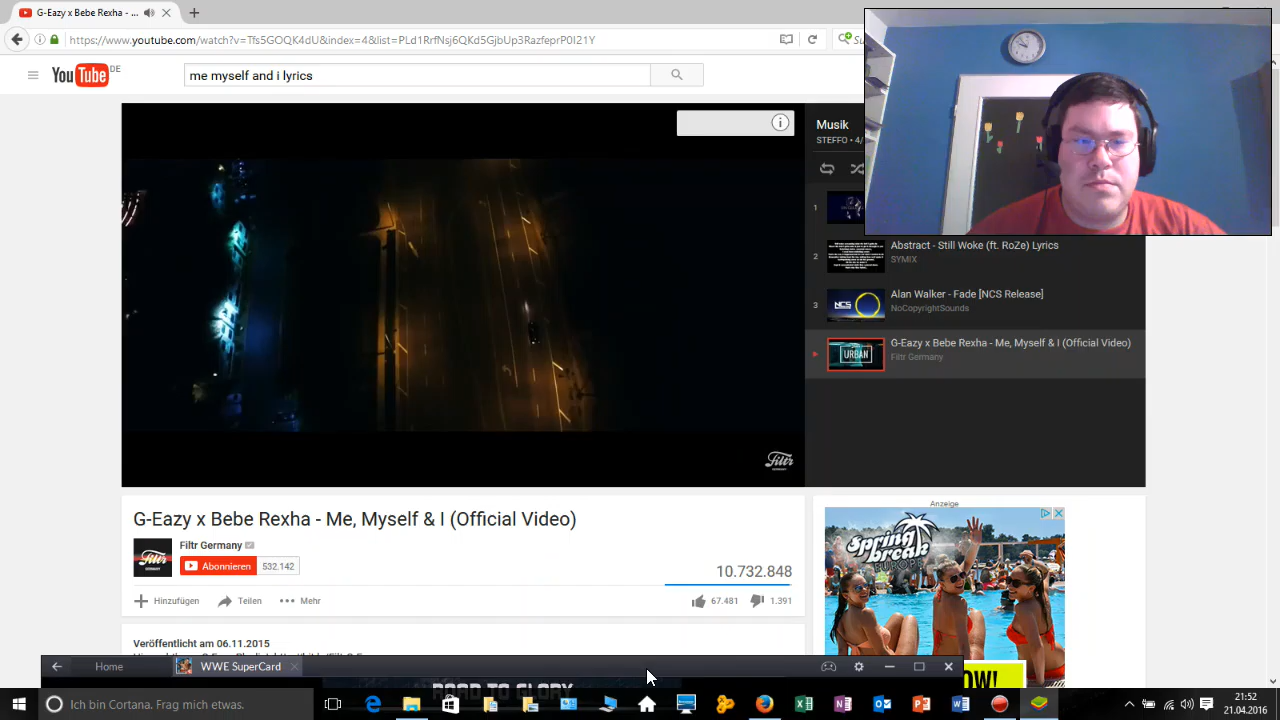 G-Eazy x Bebe Rexha - ...
https://www.youtube.com/watch?v=Tfs5GOQK4dU&index=4&list=PLd1RrfNsj6QKd5GjbUp3RazfeprP0I21Y
YouTube DE
me myself and i lyrics
Musik
STEFFO • 4/
1
2
Abstract - Still Woke (ft. RoZe) Lyrics
SYMIX
3
NCS
Alan Walker - Fade [NCS Release]
NoCopyrightSounds
URBAN
G-Eazy x Bebe Rexha - Me, Myself & I (Official Video)
Filtr Germany
Filtr
GERMANY
G-Eazy x Bebe Rexha - Me, Myself & I (Official Video)
Filtr Germany
Abonnieren 532.142
10.732.848
Hinzufügen Teilen Mehr
67.481 1.391
Veröffentlicht am 06.11.2015
Anzeige
Spring break
EUROPE
NOW!
Home WWE SuperCard
ROAD TO GLORY
Ich bin Cortana. Frag mich etwas.
21:52
21.04.2016